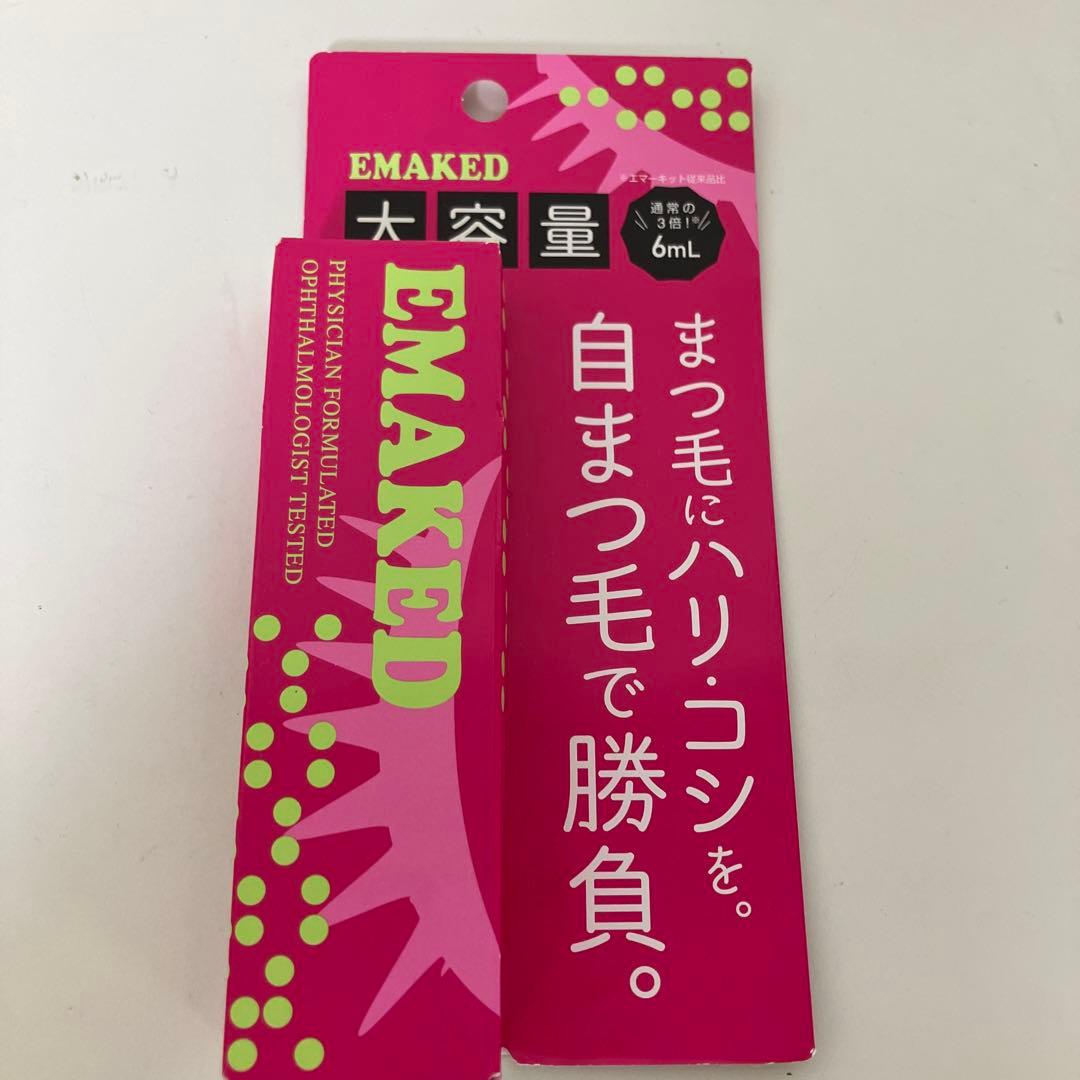 EMAKED
※エマーキット従来品比
大容量
通常の
3倍!※
6mL
まつ毛にハリ・コシを。
自まつ毛で勝負。
EMAKED
PHYSICIAN FORMULATED
OPHTHALMOLOGIST TESTED